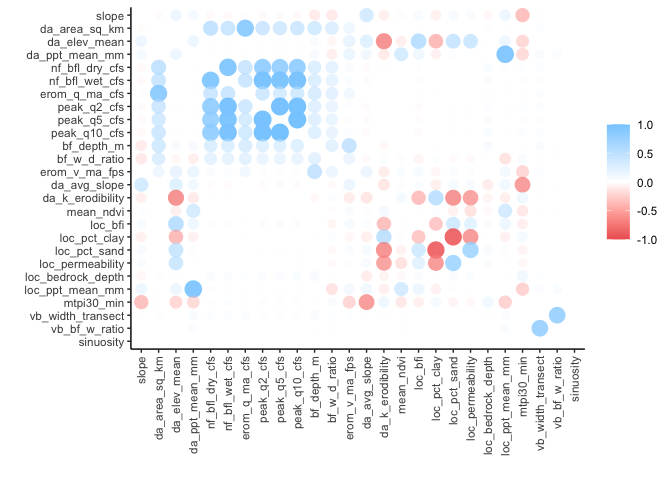 slope
da_area_sq_km
da_elev_mean
da_ppt_mean_mm
nf_bfl_dry_cfs
nf_bfl_wet_cfs
erom_q_ma_cfs
peak_q2_cfs
peak_q5_cfs
peak_q10_cfs
bf_depth_m
bf_w_d_ratio
erom_v_ma_fps
da_avg_slope
da_k_erodibility
mean_ndvi
loc_bfi
loc_pct_clay
loc_pct_sand
loc_permeability
loc_bedrock_depth
loc_ppt_mean_mm
mtpi30_min
vb_width_transect
vb_bf_w_ratio
sinuosity
slope
da_area_sq_km
da_elev_mean
da_ppt_mean_mm
nf_bfl_dry_cfs
nf_bfl_wet_cfs
erom_q_ma_cfs
peak_q2_cfs
peak_q5_cfs
peak_q10_cfs
bf_depth_m
bf_w_d_ratio
erom_v_ma_fps
da_avg_slope
da_k_erodibility
mean_ndvi
loc_bfi
loc_pct_clay
loc_pct_sand
loc_permeability
loc_bedrock_depth
loc_ppt_mean_mm
mtpi30_min
vb_width_transect
vb_bf_w_ratio
sinuosity
1.0
0.5
0.0
-0.5
-1.0